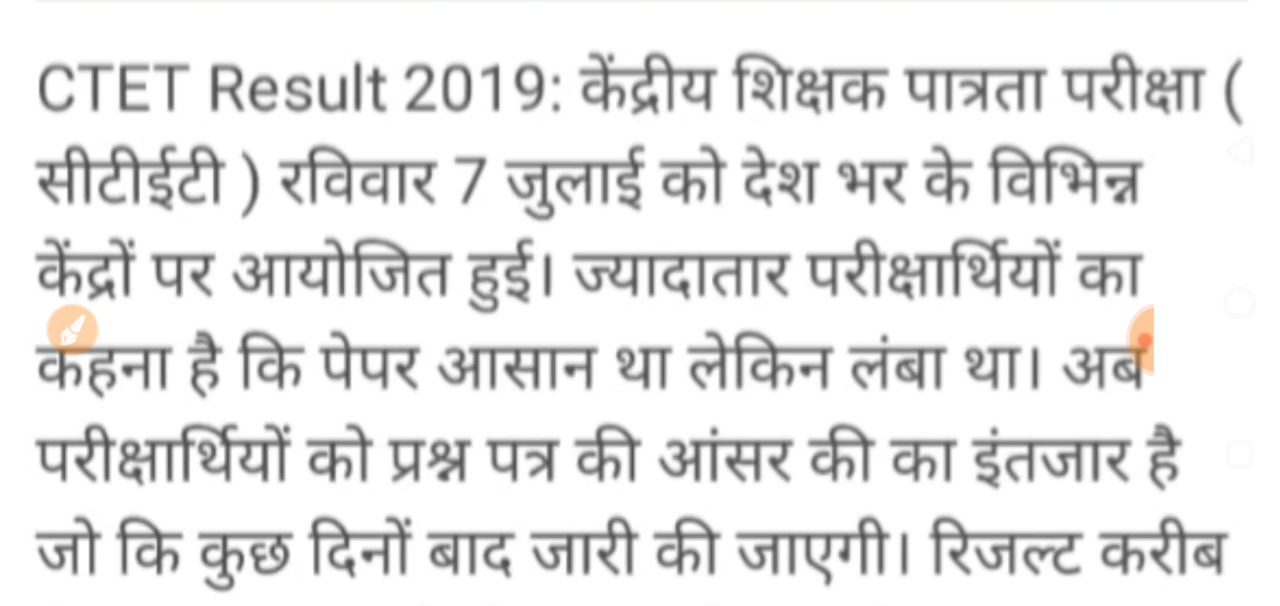 CTET Result 2019: केंद्रीय शिक्षक पात्रता परीक्षा (
सीटीईटी ) रविवार 7 जुलाई को देश भर के विभिन्न
केंद्रों पर आयोजित हुई। ज्यादातार परीक्षार्थियों का
कहना है कि पेपर आसान था लेकिन लंबा था। अब
परीक्षार्थियों को प्रश्न पत्र की आंसर की का इंतजार है
जो कि कुछ दिनों बाद जारी की जाएगी। रिजल्ट करीब